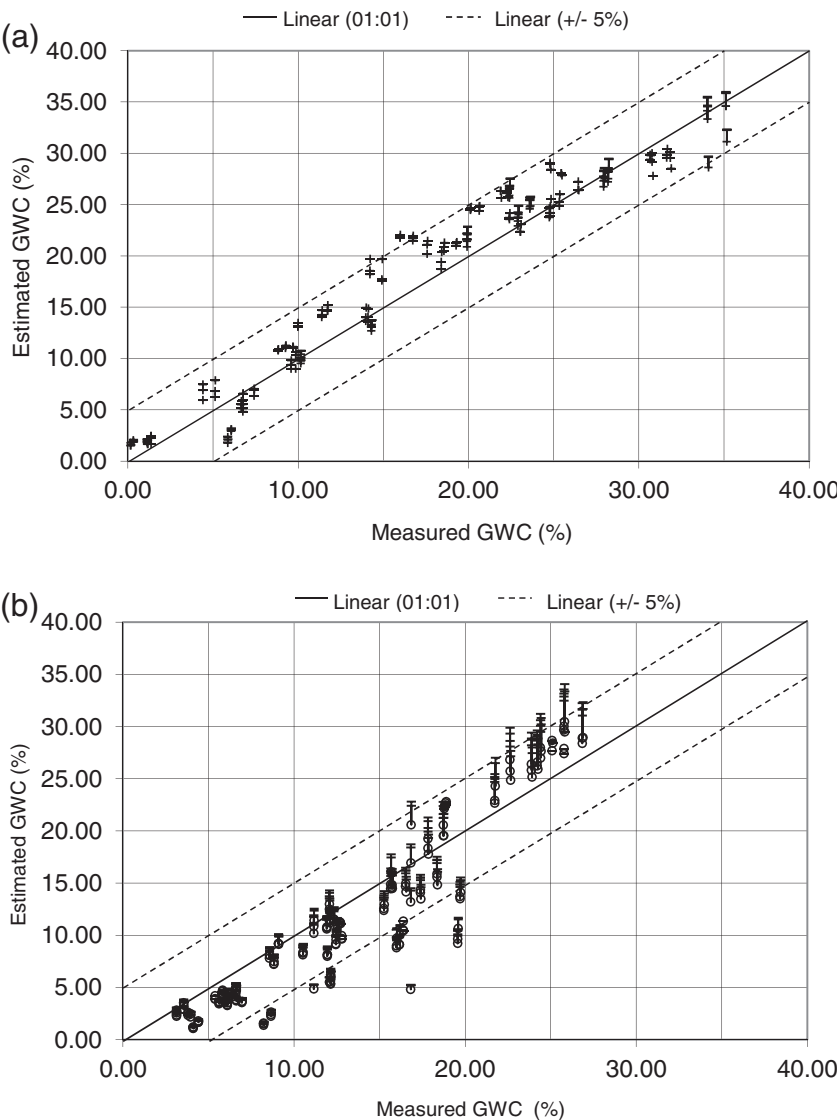 Linear (01:01) Linear (+/- 5%)
(a)
40.00
35.00
30.00
25.00
20.00
15.00
10.00
5.00
0.00
Estimated GWC (%)
0.00 10.00 20.00 30.00 40.00
Measured GWC (%)
Linear (01:01) Linear (+/- 5%)
(b)
40.00
35.00
30.00
25.00
20.00
15.00
10.00
5.00
0.00
Estimated GWC (%)
0.00 10.00 20.00 30.00 40.00
Measured GWC (%)